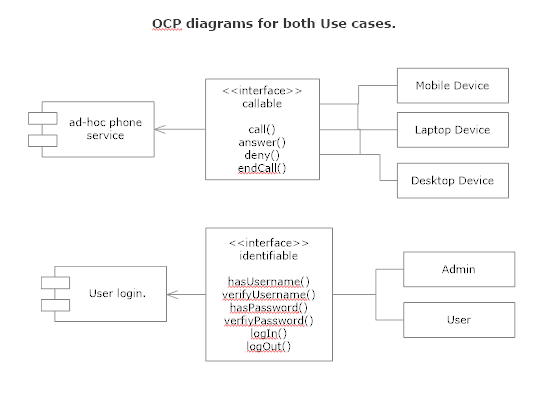 OCP diagrams for both Use cases.
ad-hoc phone
service
<<interface>>
callable
call()
answer()
deny()
endCall()
Mobile Device
Laptop Device
Desktop Device
User login.
<<interface>>
identifiable
hasUsername()
verifyUsername()
hasPassword()
verfiyPassword()
logIn()
logOut()
Admin
User